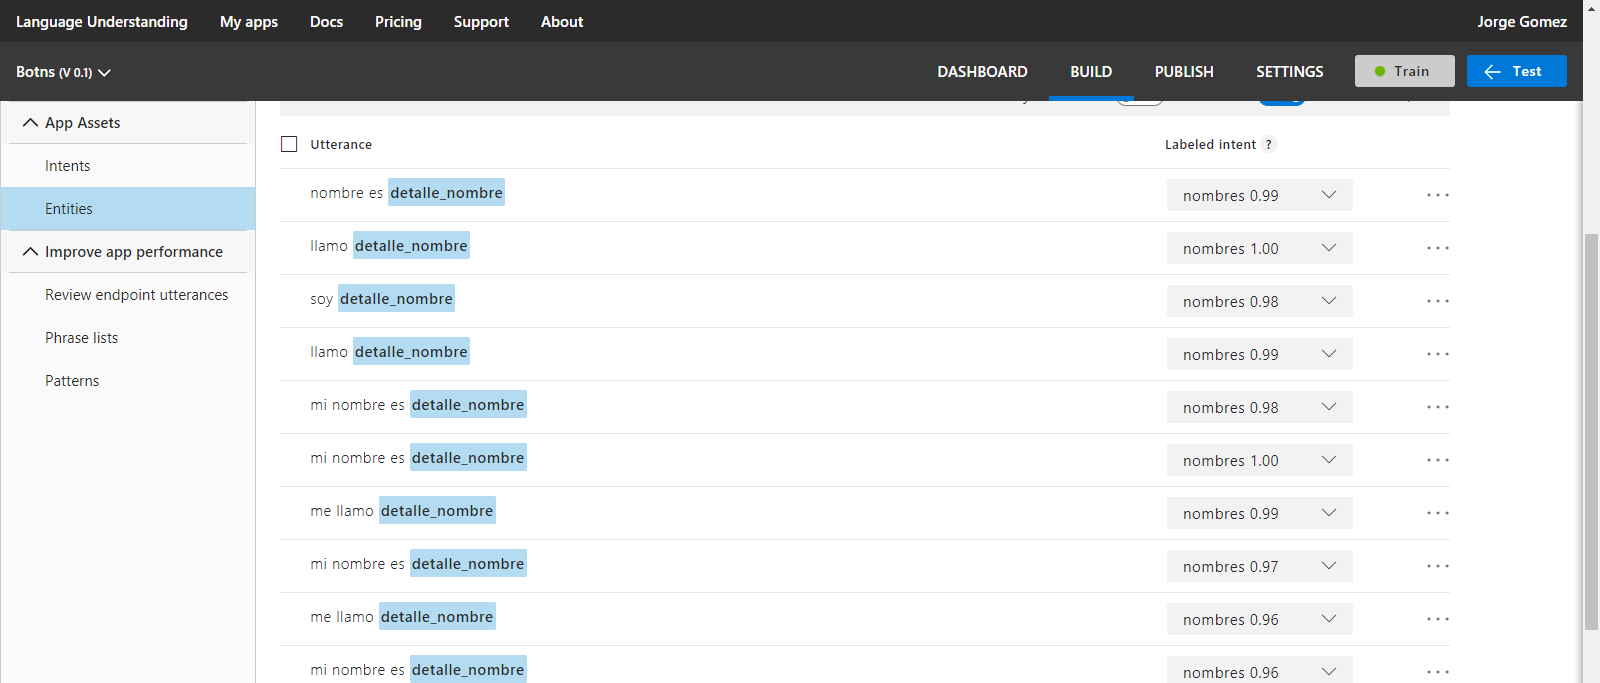 Language Understanding My apps Docs Pricing Support About Jorge Gomez
Botns (V 0.1) DASHBOARD BUILD PUBLISH SETTINGS Train Test
App Assets
Intents
Entities
Improve app performance
Review endpoint utterances
Phrase lists
Patterns
Utterance Labeled intent ?
nombre es detalle_nombre nombres 0.99
llamo detalle_nombre nombres 1.00
soy detalle_nombre nombres 0.98
llamo detalle_nombre nombres 0.99
mi nombre es detalle_nombre nombres 0.98
mi nombre es detalle_nombre nombres 1.00
me llamo detalle_nombre nombres 0.99
mi nombre es detalle_nombre nombres 0.97
me llamo detalle_nombre nombres 0.96
mi nombre es detalle_nombre nombres 0.96